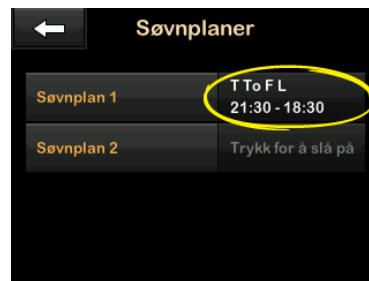 Søvnplaner
Søvnplan 1
T To F L
21:30 - 18:30
Søvnplan 2
Trykk for å slå på